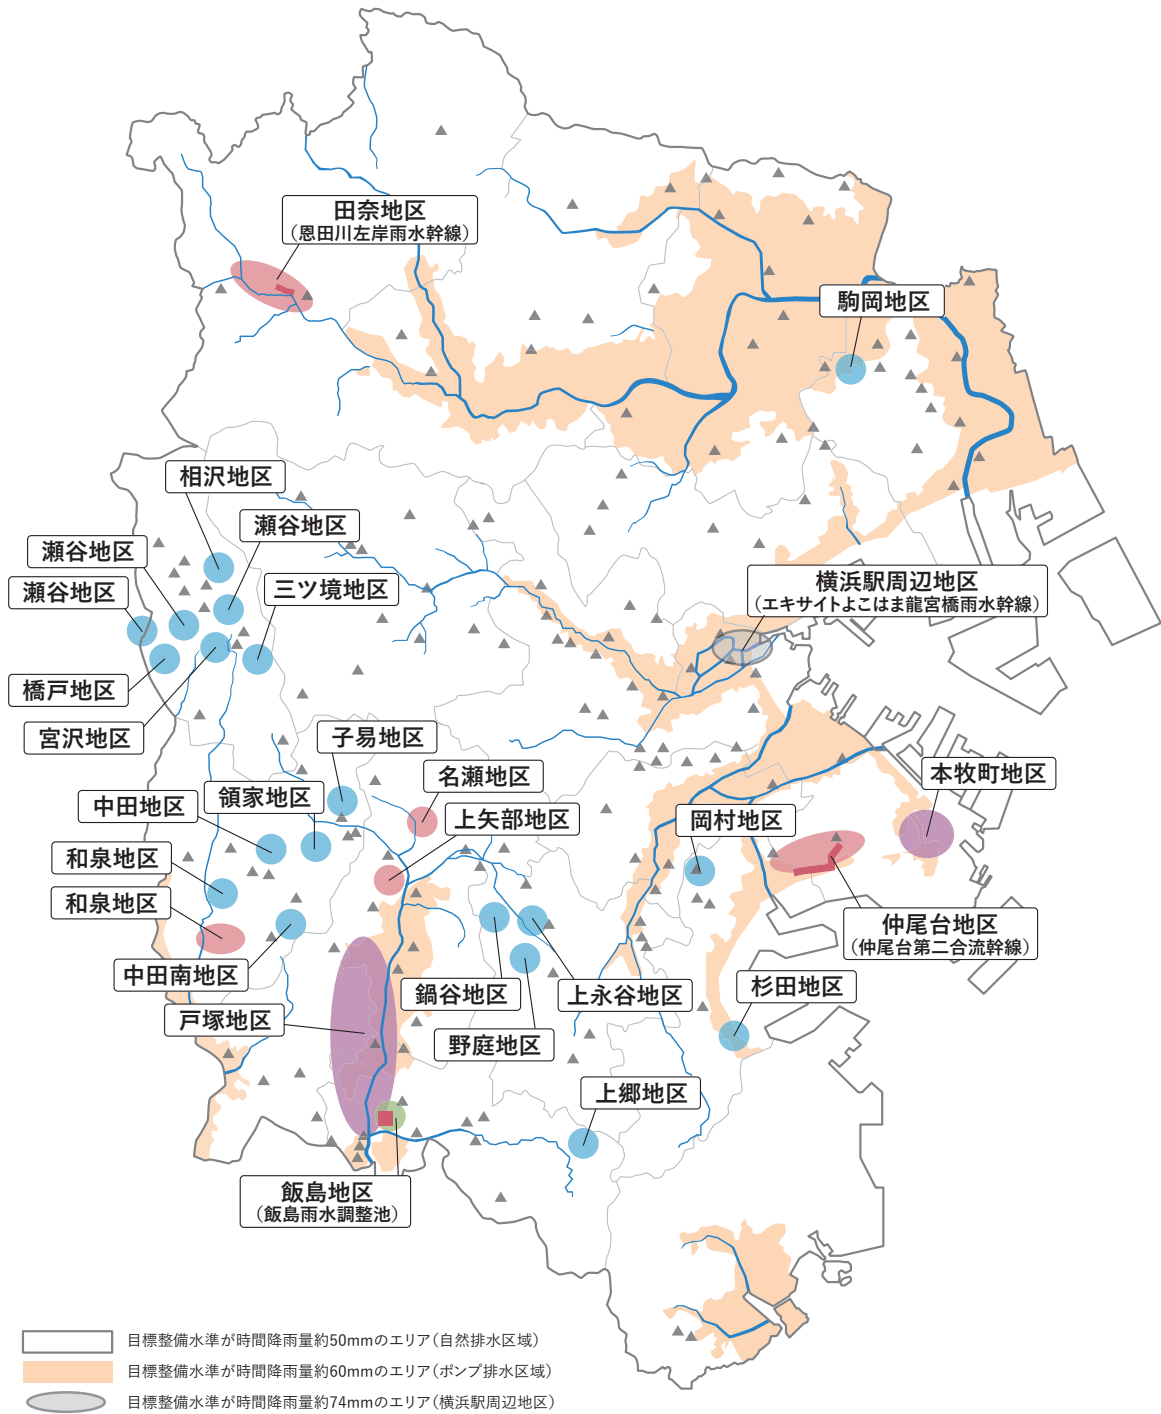 田奈地区
（恩田川左岸雨水幹線）
駒岡地区
相沢地区
瀬谷地区
瀬谷地区
瀬谷地区
三ツ境地区
横浜駅周辺地区
（エキサイトよこはま龍宮橋雨水幹線）
橋戸地区
宮沢地区
子易地区
名瀬地区
本牧町地区
領家地区
中田地区
上矢部地区
岡村地区
和泉地区
和泉地区
仲尾台地区
（仲尾台第二合流幹線）
中田南地区
鍋谷地区
上永谷地区
杉田地区
戸塚地区
野庭地区
上郷地区
飯島地区
（飯島雨水調整池）
目標整備水準が時間降雨量約50mmのエリア（自然排水区域）
目標整備水準が時間降雨量約60mmのエリア（ポンプ排水区域）
目標整備水準が時間降雨量約74mmのエリア（横浜駅周辺地区）